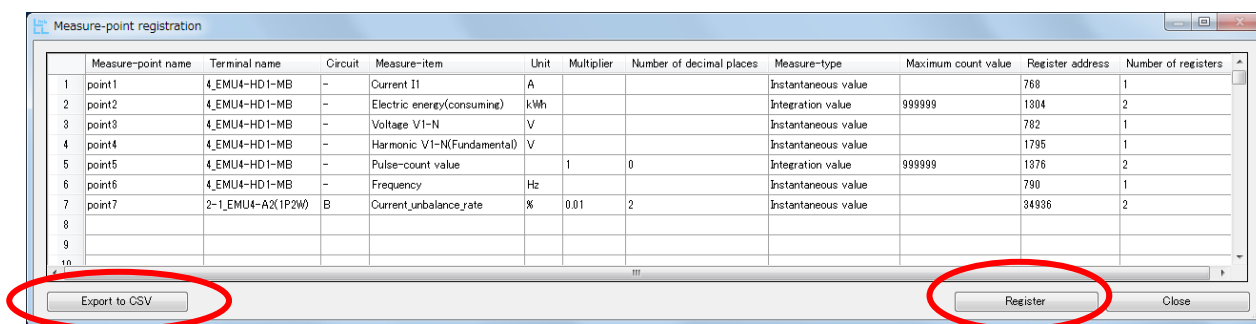 Measure-point registration
Measure-point name Terminal name Circuit Measure-item Unit Multiplier Number of decimal places Measure-type Maximum count value Register address Number of registers
1 point1 4_EMU4-HD1-MB - Current I1 A Instantaneous value 768 1
2 point2 4_EMU4-HD1-MB - Electric energy(consuming) kWh Integration value 999999 1304 2
3 point3 4_EMU4-HD1-MB - Voltage V1-N V Instantaneous value 782 1
4 point4 4_EMU4-HD1-MB - Harmonic V1-N(Fundamental) V Instantaneous value 1795 1
5 point5 4_EMU4-HD1-MB - Pulse-count value 1 0 Integration value 999999 1376 2
6 point6 4_EMU4-HD1-MB - Frequency Hz Instantaneous value 790 1
7 point7 2-1_EMU4-A2(1P2W) B Current_unbalance_rate % 0.01 2 Instantaneous value 34936 2
8
9
10
Export to CSV Register Close